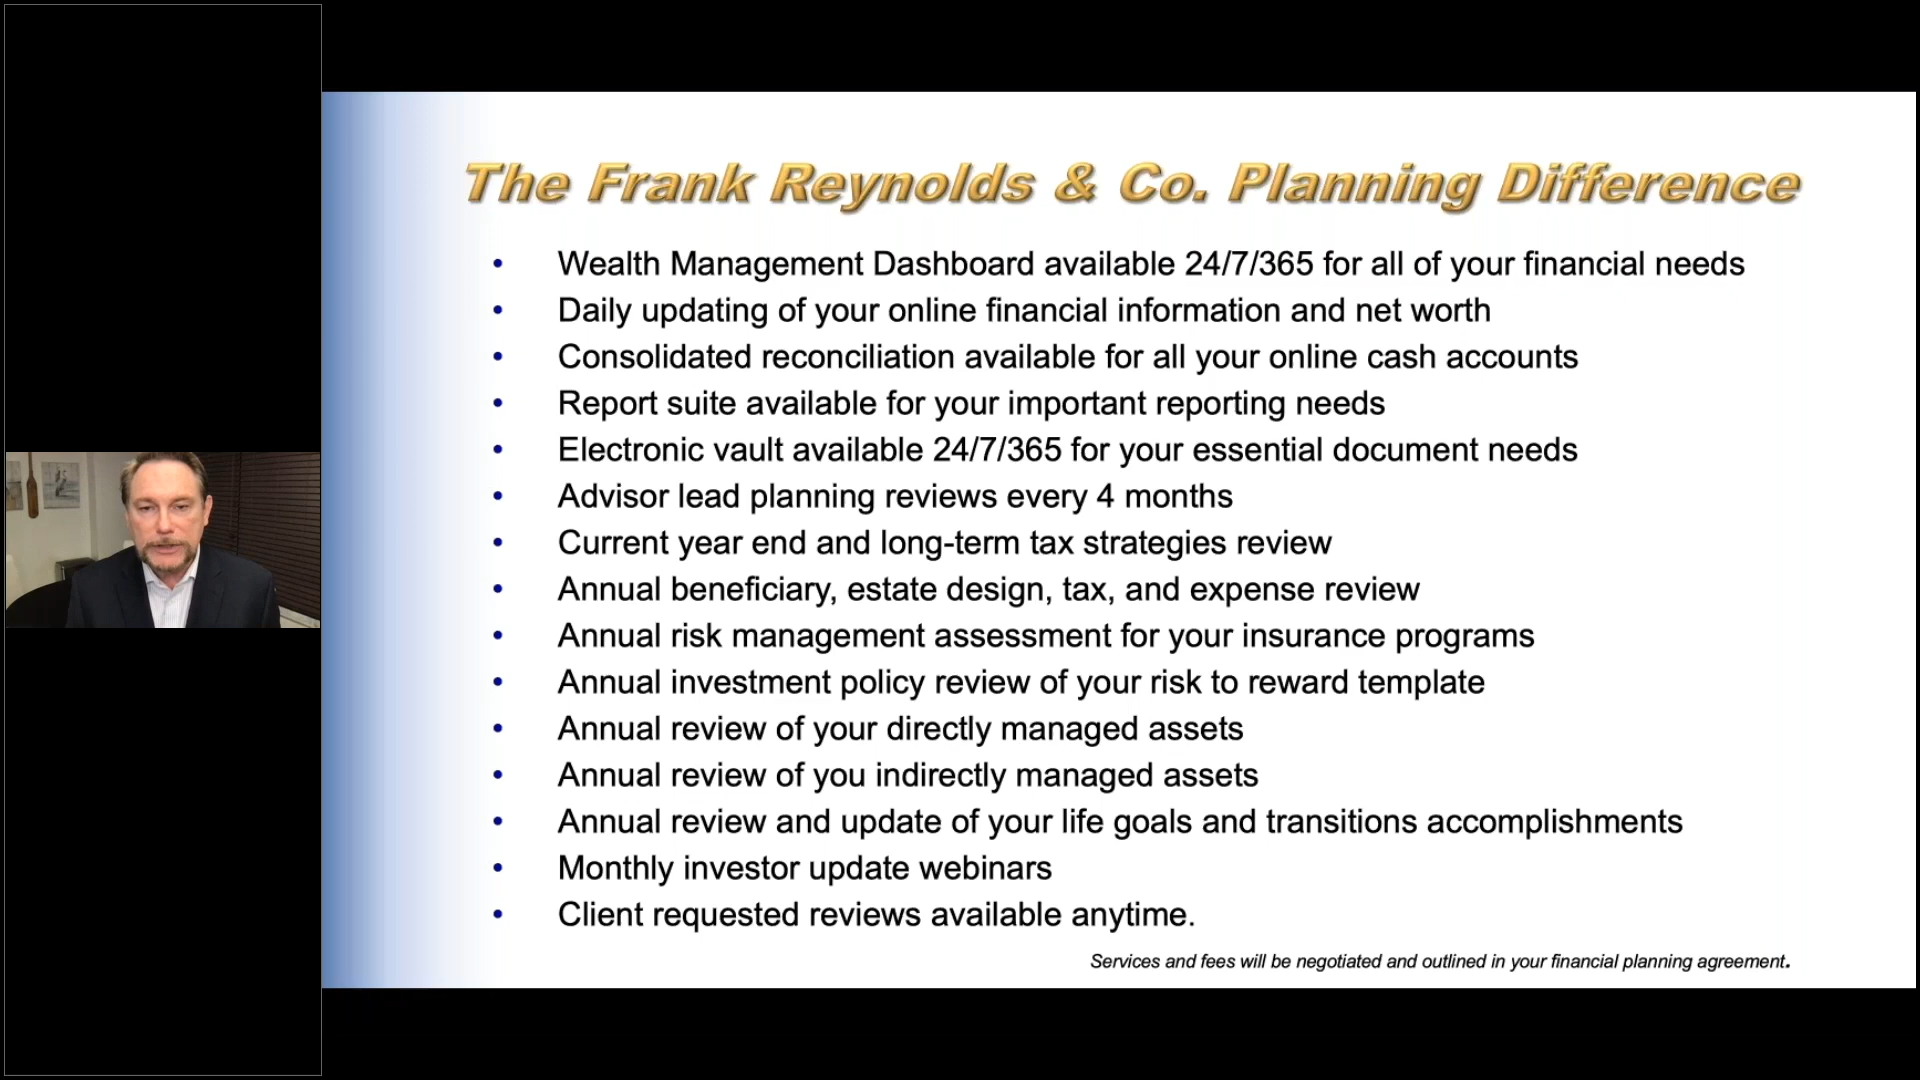 The Frank Reynolds & Co. Planning Difference
• Wealth Management Dashboard available 24/7/365 for all of your financial needs
• Daily updating of your online financial information and net worth
• Consolidated reconciliation available for all your online cash accounts
• Report suite available for your important reporting needs
• Electronic vault available 24/7/365 for your essential document needs
• Advisor lead planning reviews every 4 months
• Current year end and long-term tax strategies review
• Annual beneficiary, estate design, tax, and expense review
• Annual risk management assessment for your insurance programs
• Annual investment policy review of your risk to reward template
• Annual review of your directly managed assets
• Annual review of you indirectly managed assets
• Annual review and update of your life goals and transitions accomplishments
• Monthly investor update webinars
• Client requested reviews available anytime.
Services and fees will be negotiated and outlined in your financial planning agreement.